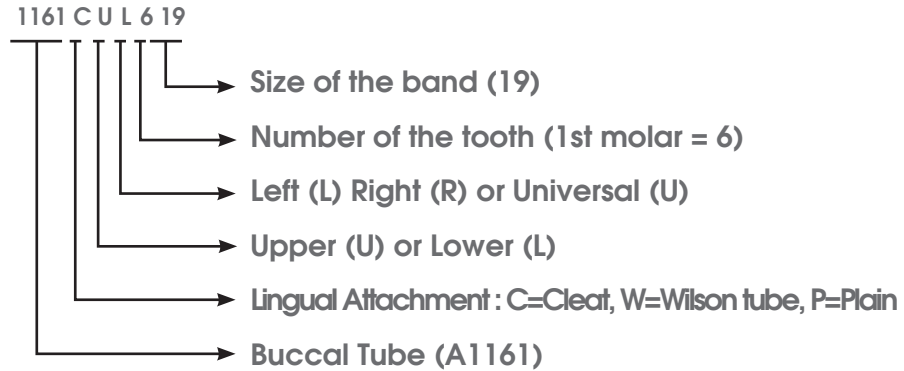 1161 C U L 6 19
Size of the band (19)
Number of the tooth (1st molar = 6)
Left (L) Right (R) or Universal (U)
Upper (U) or Lower (L)
Lingual Attachment : C=Cleat, W=Wilson tube, P=Plain
Buccal Tube (A1161)